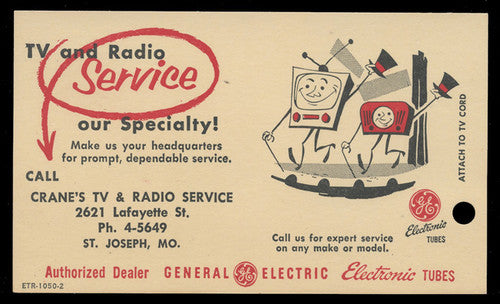 TV and Radio
Service
our Specialty!
Make us your headquarters
for prompt, dependable service.
CALL
CRANE'S TV & RADIO SERVICE
2621 Lafayette St.
Ph. 4-5649
ST. JOSEPH, MO.
ATTACH TO TV CORD
GE
Electronic
TUBES
Call us for expert service
on any make or model.
Authorized Dealer GENERAL GE ELECTRIC Electronic TUBES
ETR-1050-2